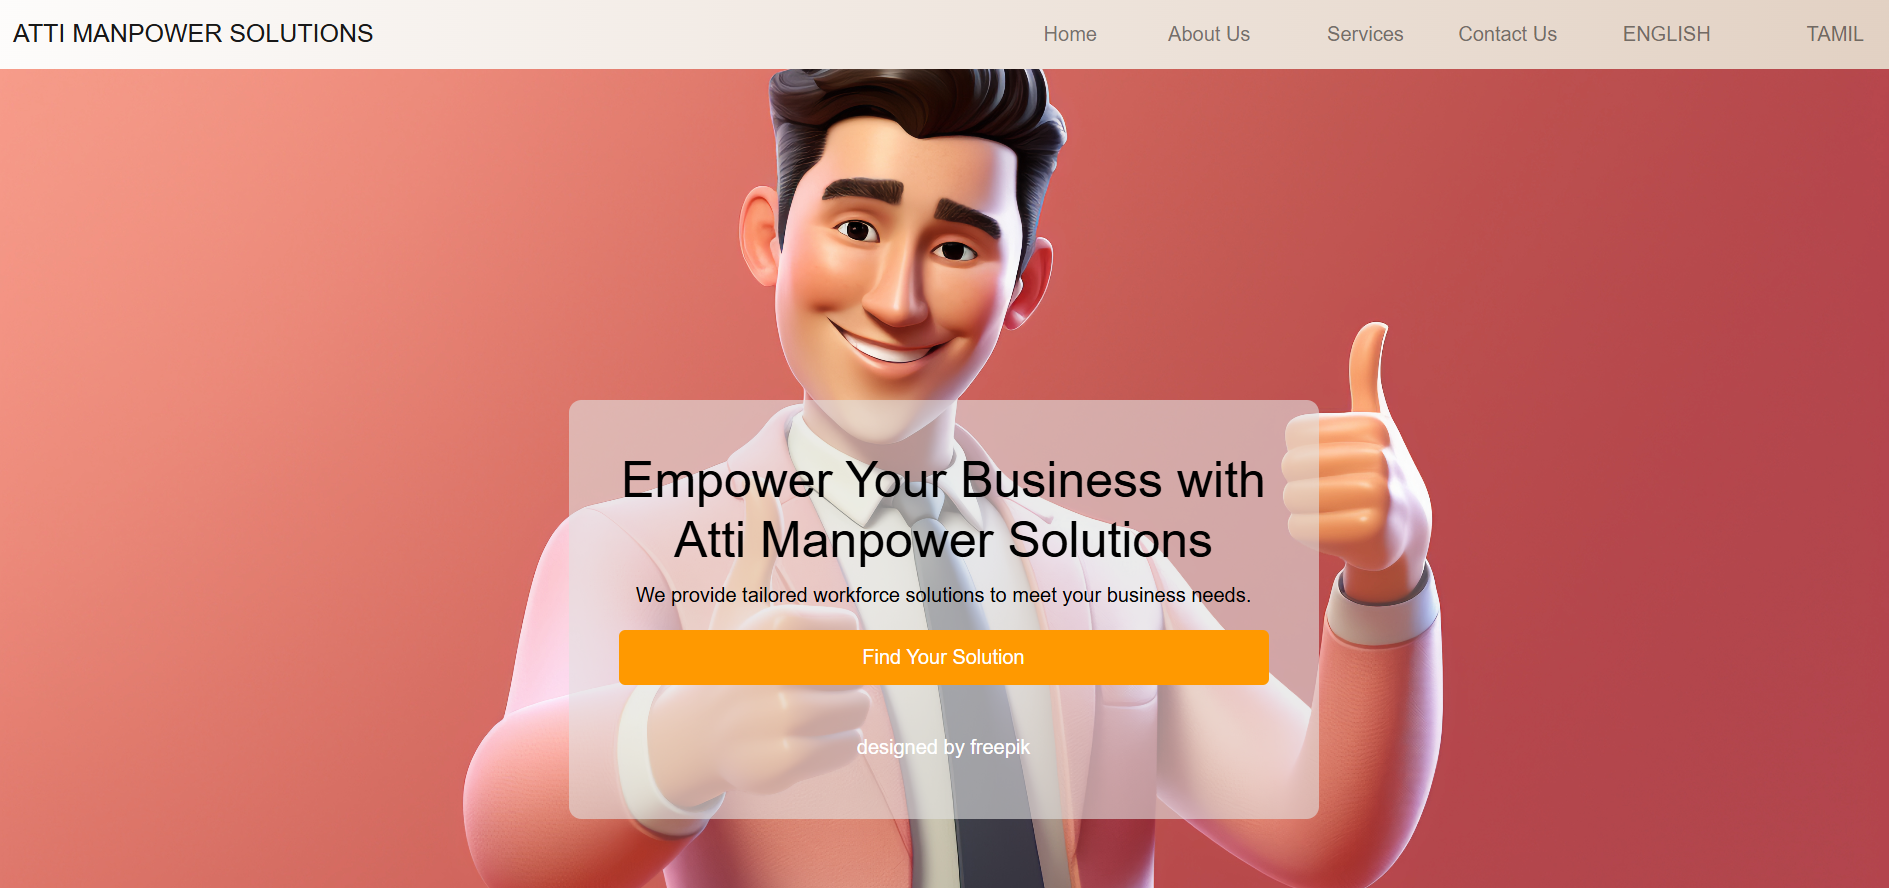 ATTI MANPOWER SOLUTIONS
Home
About Us
Services
Contact Us
ENGLISH
TAMIL
Empower Your Business with
Atti Manpower Solutions
We provide tailored workforce solutions to meet your business needs.
Find Your Solution
designed by freepik